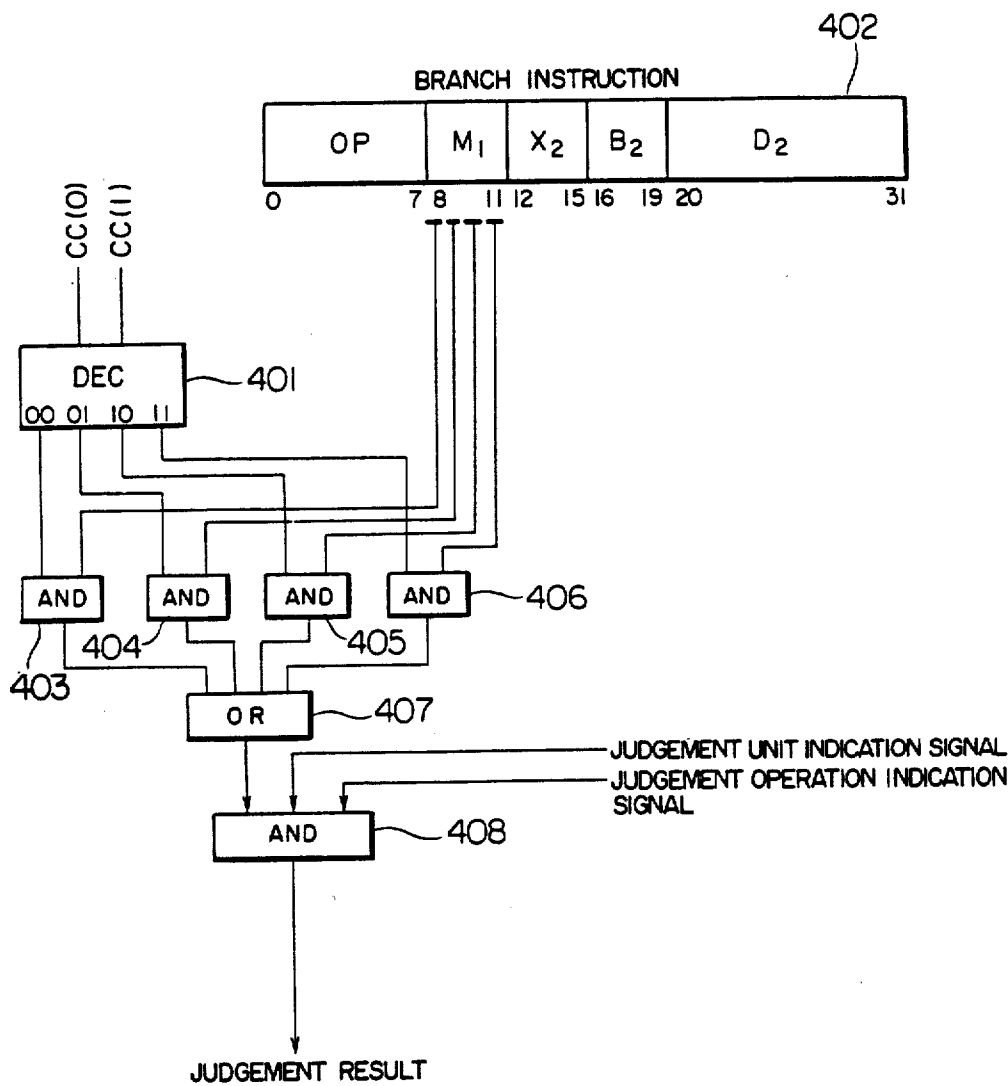 402
BRANCH INSTRUCTION
OP M₁ X₂ B₂ D₂
0 7 8 11 12 15 16 19 20 31
CC(0)
CC(1)
DEC
401
00 01 10 11
AND
AND
AND
AND
406
404
405
403
OR
407
JUDGEMENT UNIT INDICATION SIGNAL
JUDGEMENT OPERATION INDICATION
SIGNAL
AND
408
JUDGEMENT RESULT